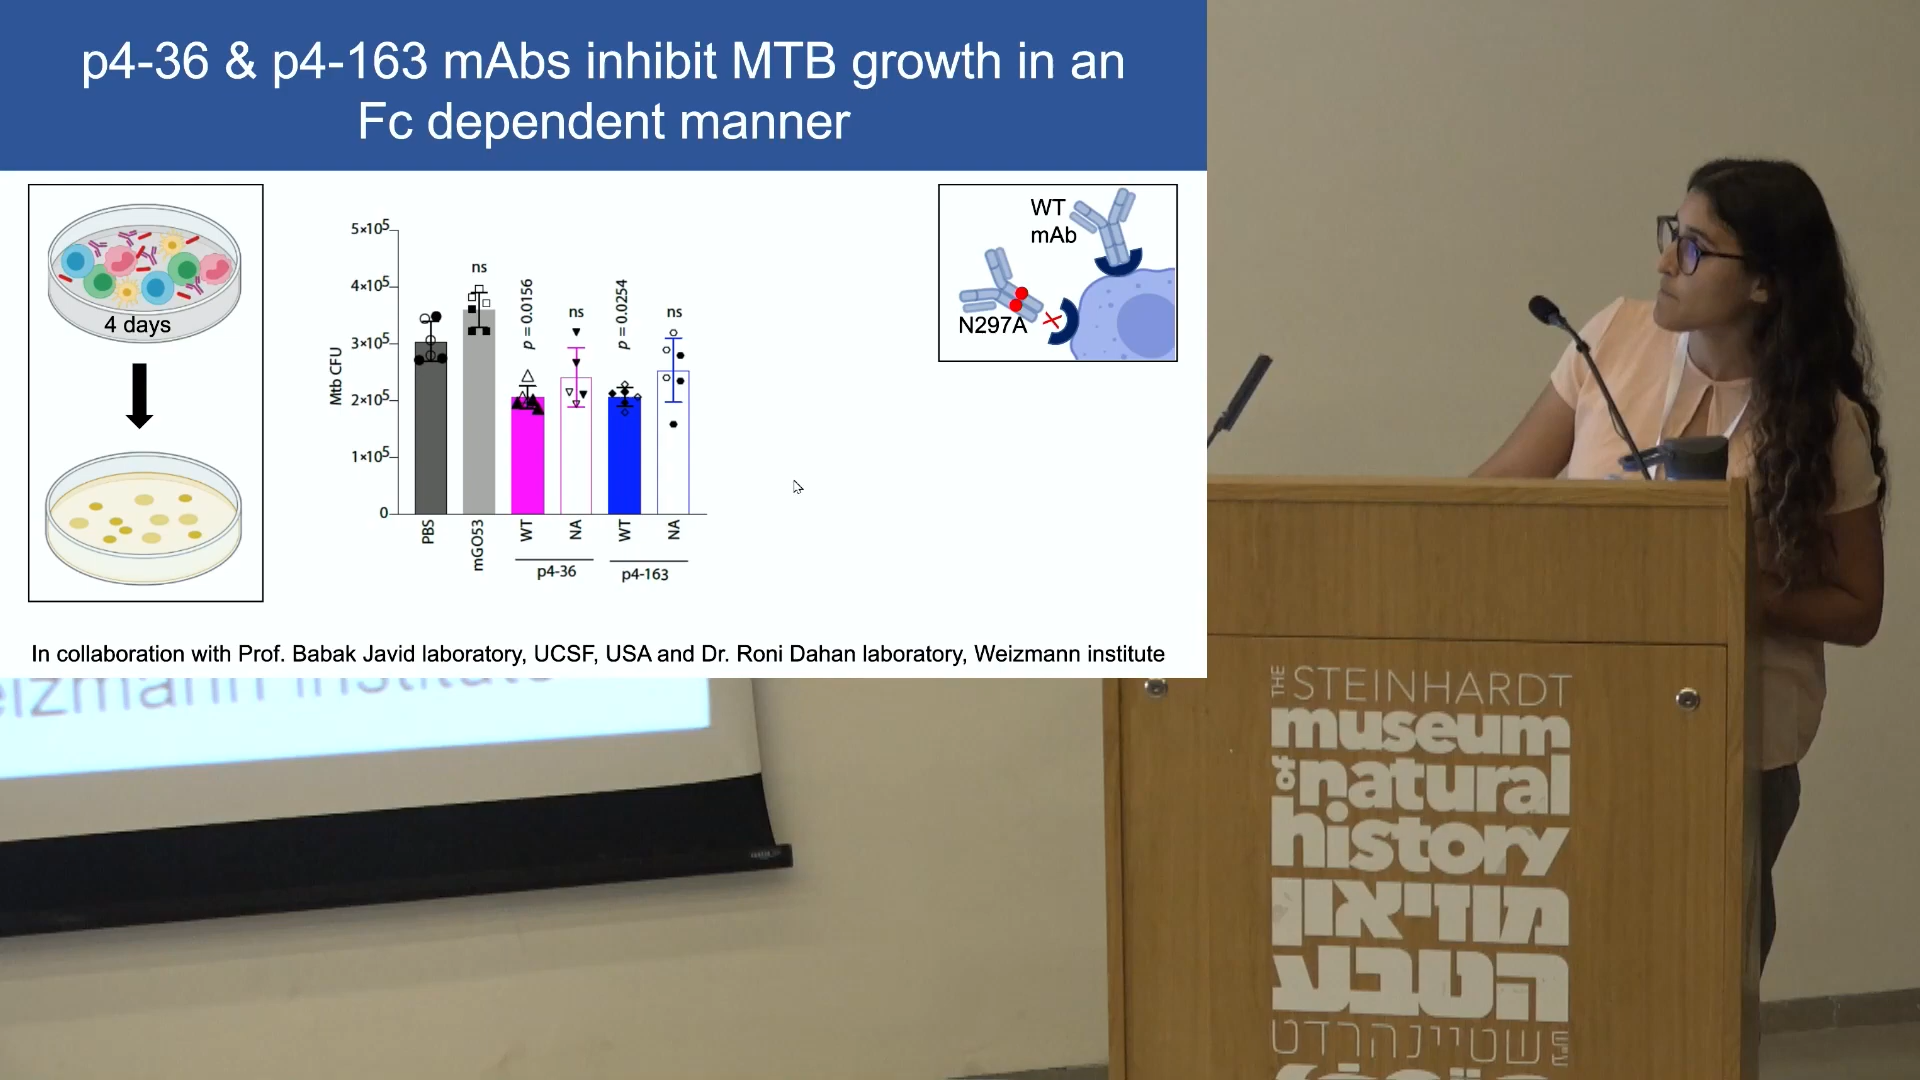 p4-36 & p4-163 mAbs inhibit MTB growth in an
Fc dependent manner
4 days
Mtb CFU
5×10⁵
4×10⁵
3×10⁵
2×10⁵
1×10⁵
0
ns
p = 0.0156
ns
p = 0.0254
ns
PBS
mGO53
WT
NA
WT
NA
p4-36
p4-163
WT
mAb
N297A
In collaboration with Prof. Babak Javid laboratory, UCSF, USA and Dr. Roni Dahan laboratory, Weizmann institute
eizmann institute
THE STEINHARDT
museum
of natural
history
מוזיאון
הטבע
ע״ש שטיינהרדט